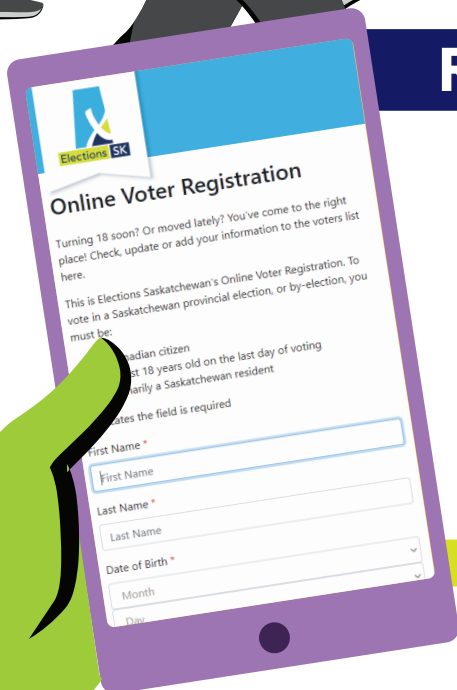 R
Elections SK
Online Voter Registration
Turning 18 soon? Or moved lately? You've come to the right
place! Check, update or add your information to the voters list
here.
This is Elections Saskatchewan's Online Voter Registration. To
vote in a Saskatchewan provincial election, or by-election, you
must be:
nadian citizen
st 18 years old on the last day of voting
narily a Saskatchewan resident
ates the field is required
First Name *
First Name
Last Name *
Last Name
Date of Birth *
Month
Day